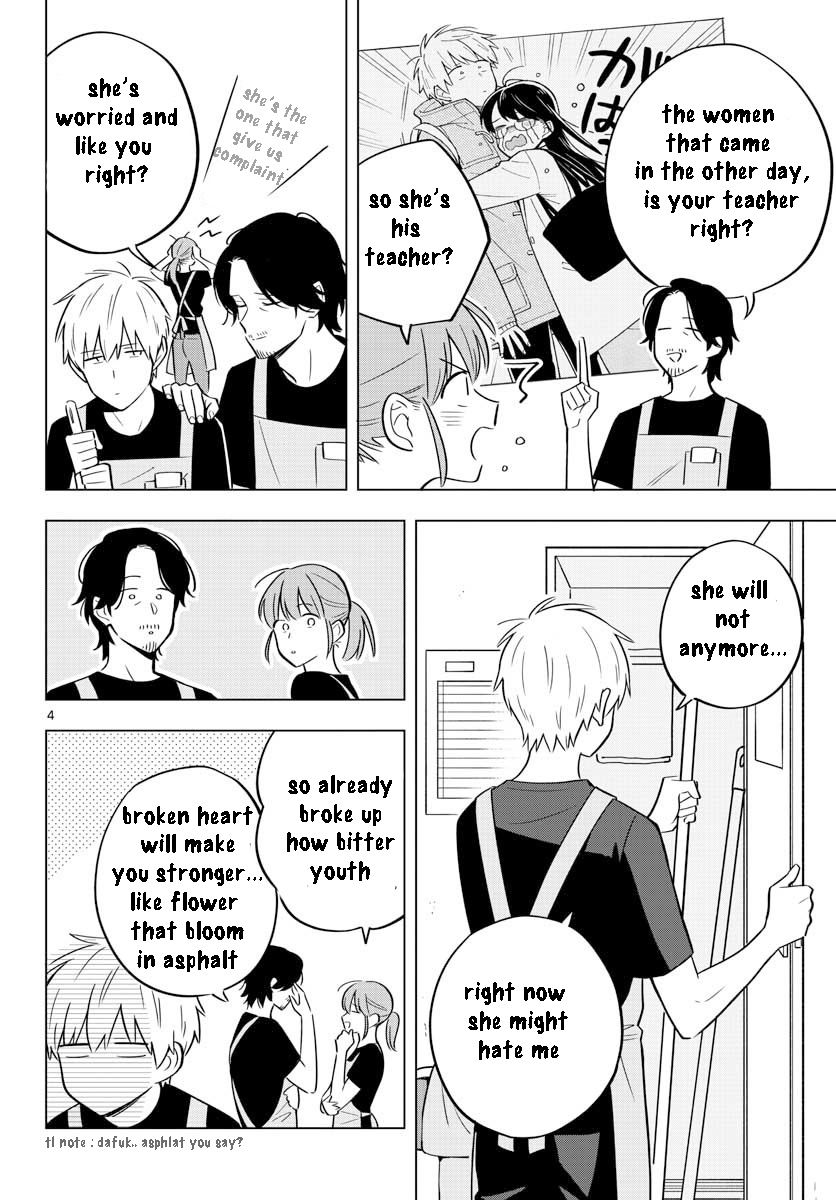 the women
that came
in the other day,
is your teacher
right?
ガ
ば
so she's
his
teacher?
she's
worried and
like you
right?
she's the
one that
give us
complaint
she will
not
anymore...
right now
she might
hate me
4
so already
broke up
how bitter
youth
broken heart
will make
you stronger...
like flower
that bloom
in asphalt
tl note : dafuk.. asphlat you say?